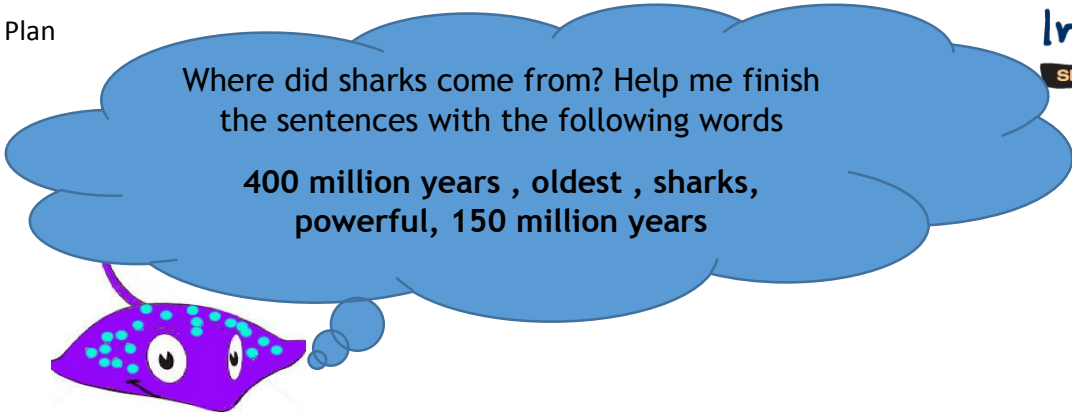 Plan
Where did sharks come from? Help me finish
the sentences with the following words
400 million years , oldest , sharks,
powerful, 150 million years